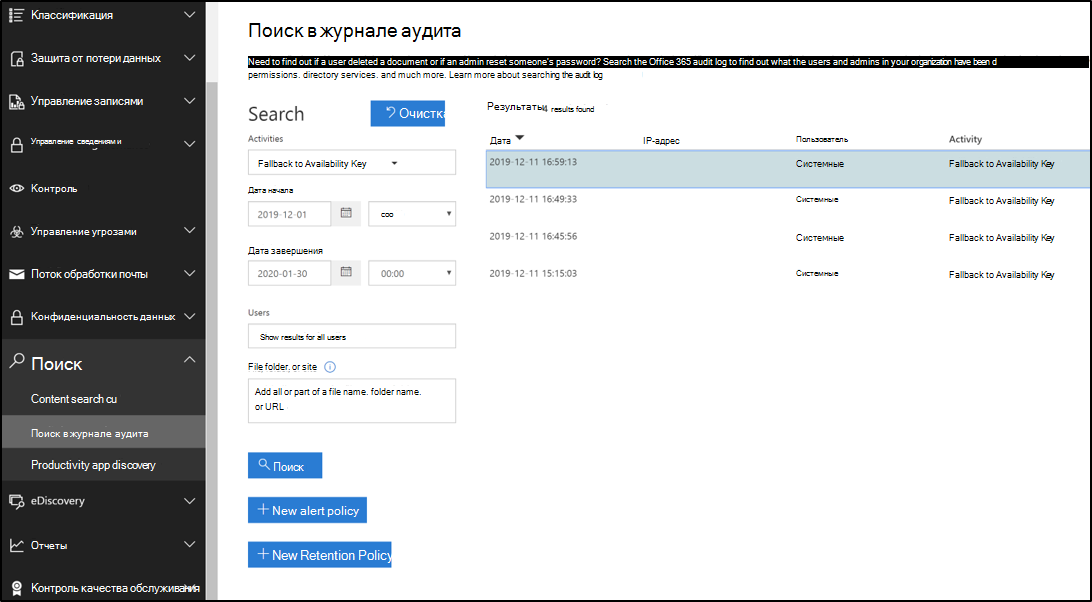 Классификация
Защита от потери данных
Управление записями
Управление сведениями
Контроль
Управление угрозами
Поток обработки почты
Конфиденциальность данных
Поиск
Content search cu
Поиск в журнале аудита
Productivity app discovery
eDiscovery
Отчеты
Контроль качества обслуживания
Поиск в журнале аудита
Need to find out if a user deleted a document or if an admin reset someone's password? Search the Office 365 audit log to find out what the users and admins in your organization have been d
permissions. directory services. and much more. Learn more about searching the audit log
Search
Очистка
Activities
Fallback to Availability Key
Дата начала
2019-12-01
coo
Дата завершения
2020-01-30
00:00
Users
Show results for all users
File folder, or site
Add all or part of a file name. folder name.
or URL
Поиск
+ New alert policy
+ New Retention Policy
Результаты4 results found
Дата IP-адрес Пользователь Activity
2019-12-11 16:59:13 Системные Fallback to Availability Key
2019-12-11 16:49:33 Системные Fallback to Availability Key
2019-12-11 16:45:56 Системные Fallback to Availability Key
2019-12-11 15:15:03 Системные Fallback to Availability Key